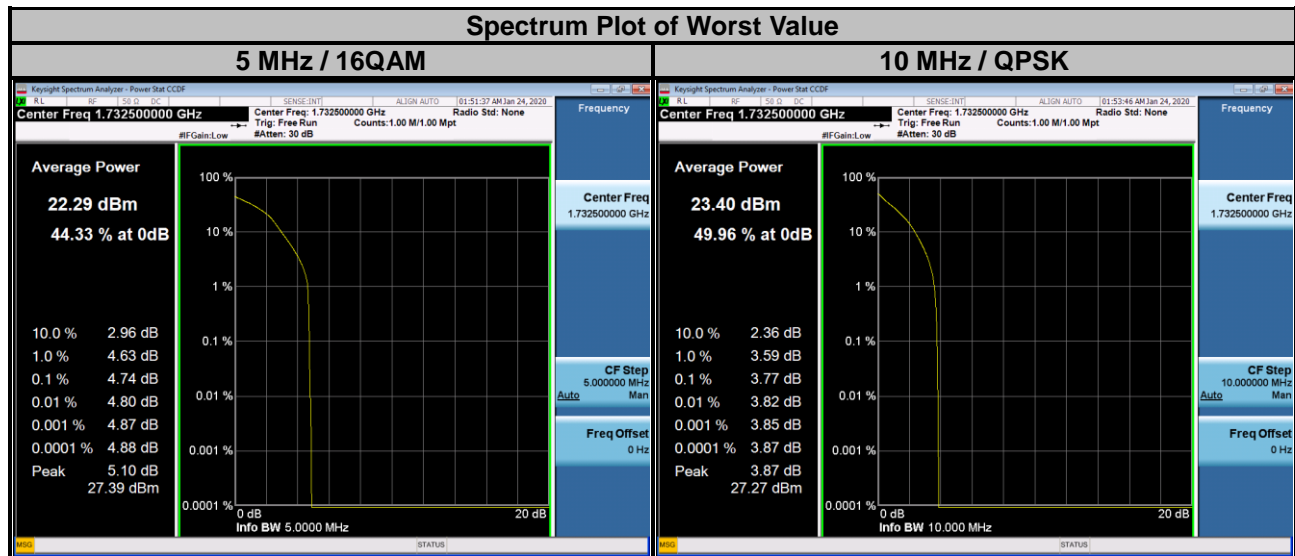 Spectrum Plot of Worst Value
5 MHz / 16QAM
10 MHz / QPSK
Keysight Spectrum Analyzer - Power Stat CCDF
RL RF 50 Ω DC SENSE:INT ALIGN AUTO 01:51:37 AM Jan 24, 2020
Center Freq 1.732500000 GHz
Center Freq: 1.732500000 GHz Radio Std: None
Trig: Free Run Counts:1.00 M/1.00 Mpt
#IFGain:Low #Atten: 30 dB
Frequency
Average Power
22.29 dBm
44.33 % at 0dB
10.0 % 2.96 dB
1.0 % 4.63 dB
0.1 % 4.74 dB
0.01 % 4.80 dB
0.001 % 4.87 dB
0.0001 % 4.88 dB
Peak 5.10 dB
27.39 dBm
100 %
10 %
1 %
0.1 %
0.01 %
0.001 %
0.0001 %
0 dB 20 dB
Info BW 5.0000 MHz
Center Freq
1.732500000 GHz
CF Step
5.000000 MHz
Auto Man
Freq Offset
0 Hz
MSG STATUS
Keysight Spectrum Analyzer - Power Stat CCDF
RL RF 50 Ω DC SENSE:INT ALIGN AUTO 01:53:46 AM Jan 24, 2020
Center Freq 1.732500000 GHz
Center Freq: 1.732500000 GHz Radio Std: None
Trig: Free Run Counts:1.00 M/1.00 Mpt
#IFGain:Low #Atten: 30 dB
Frequency
Average Power
23.40 dBm
49.96 % at 0dB
10.0 % 2.36 dB
1.0 % 3.59 dB
0.1 % 3.77 dB
0.01 % 3.82 dB
0.001 % 3.85 dB
0.0001 % 3.87 dB
Peak 3.87 dB
27.27 dBm
100 %
10 %
1 %
0.1 %
0.01 %
0.001 %
0.0001 %
0 dB 20 dB
Info BW 10.000 MHz
Center Freq
1.732500000 GHz
CF Step
10.000000 MHz
Auto Man
Freq Offset
0 Hz
MSG STATUS